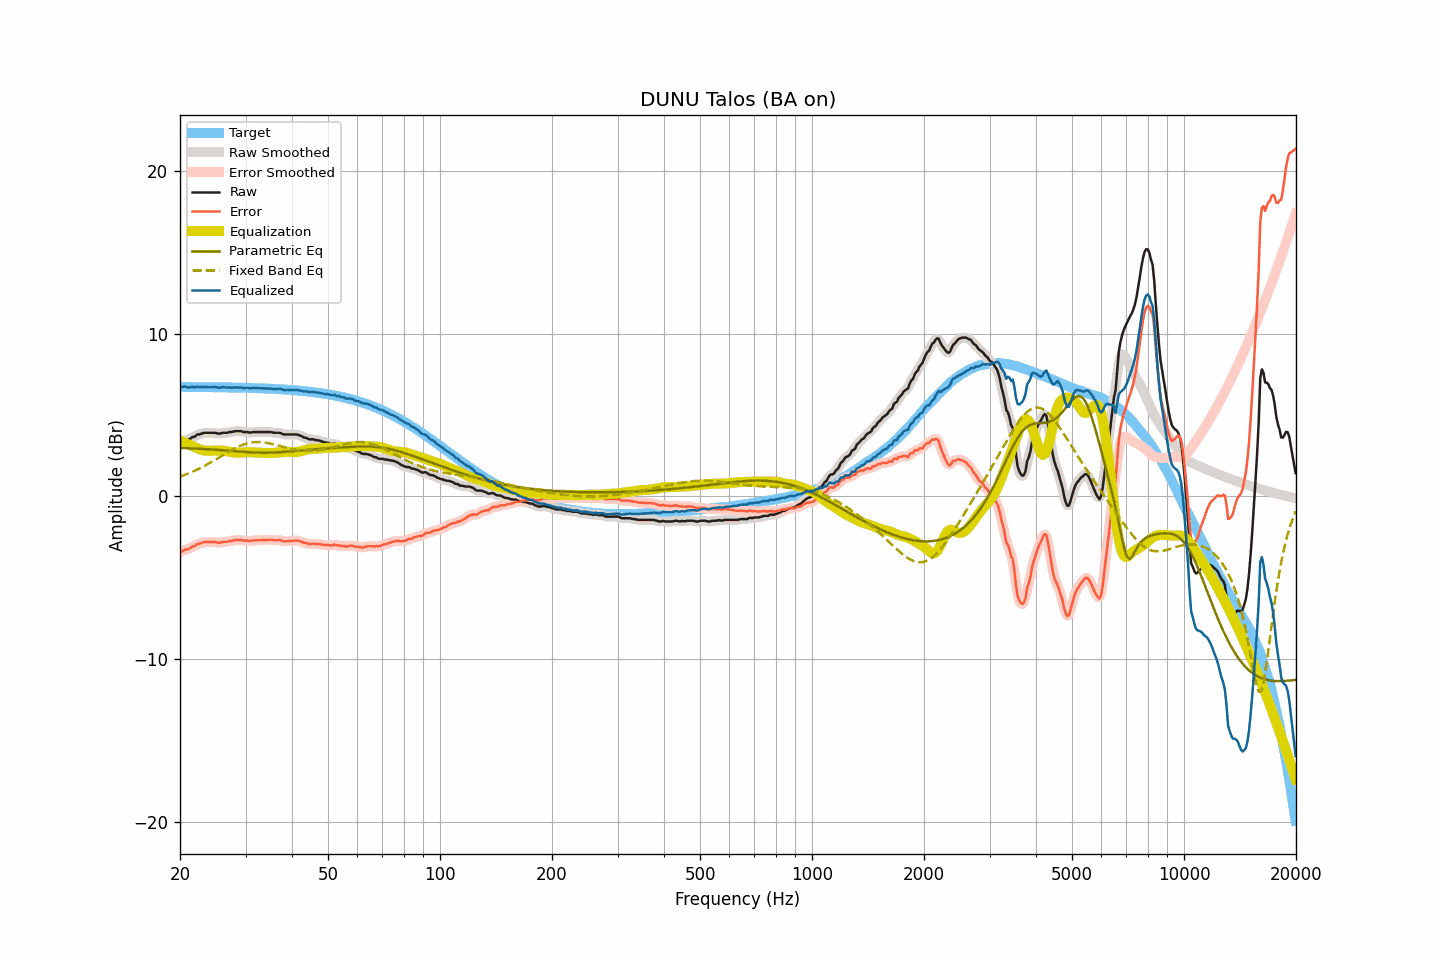 DUNU Talos (BA on)
Target
Raw Smoothed
Error Smoothed
Raw
Error
Equalization
Parametric Eq
Fixed Band Eq
Equalized
Amplitude (dBr)
20
10
0
−10
−20
20 50 100 200 500 1000 2000 5000 10000 20000
Frequency (Hz)